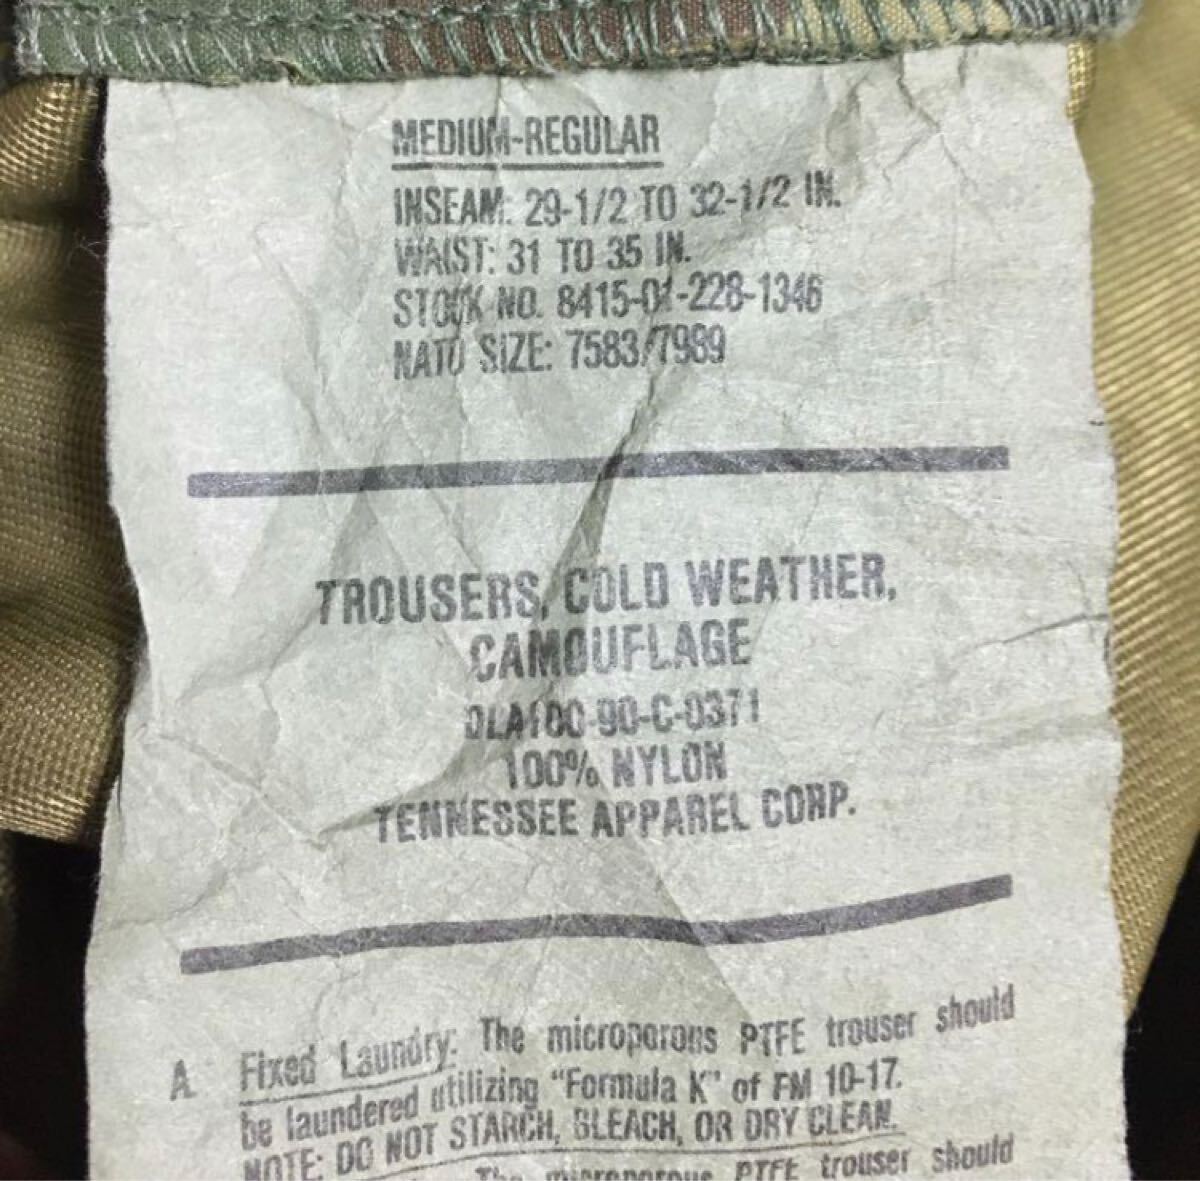 MEDIUM-REGULAR
INSEAM: 29-1/2 TO 32-1/2 IN.
WAIST: 31 TO 35 IN.
STOCK NO. 8415-01-228-1346
NATO SIZE: 7583/7989
TROUSERS, COLD WEATHER,
CAMOUFLAGE
DLA100-90-C-0371
100% NYLON
TENNESSEE APPAREL CORP.
A. Fixed Laundry: The microporous PTFE trouser should
be laundered utilizing "Formula K" of FM 10-17.
NOTE: DO NOT STARCH, BLEACH, OR DRY CLEAN.
The microporous PTFE trouser should